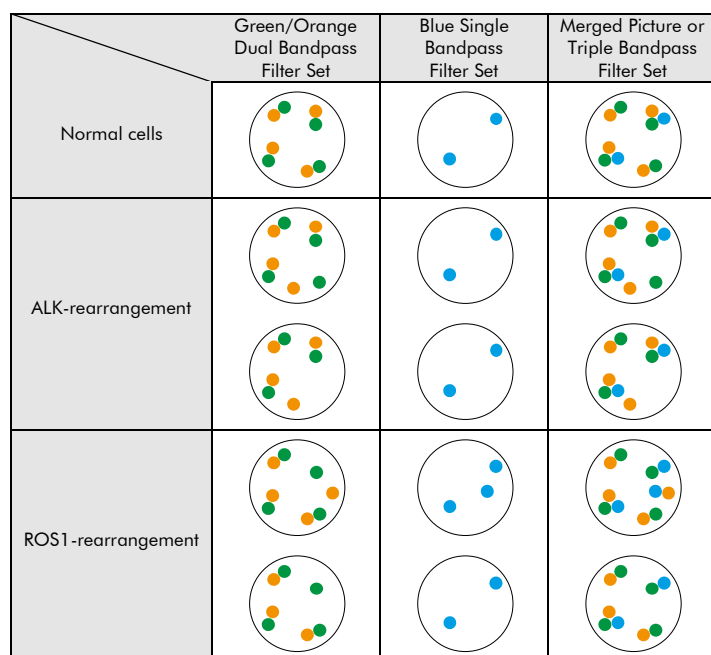 Green/Orange
Dual Bandpass
Filter Set
Blue Single
Bandpass
Filter Set
Merged Picture or
Triple Bandpass
Filter Set
Normal cells
ALK-rearrangement
ROS1-rearrangement